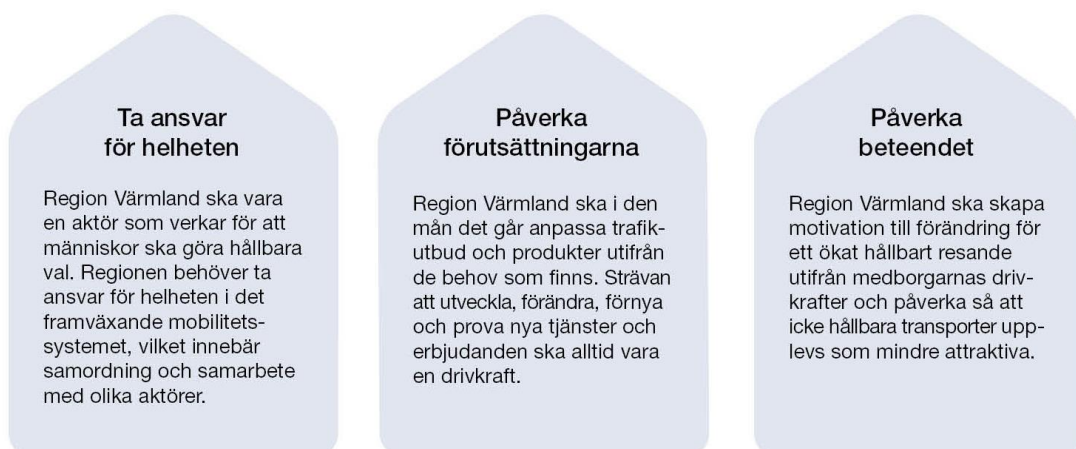 Ta ansvar
för helheten
Region Värmland ska vara
en aktör som verkar för att
människor ska göra hållbara
val. Regionen behöver ta
ansvar för helheten i det
framväxande mobilitets-
systemet, vilket innebär
samordning och samarbete
med olika aktörer.
Påverka
förutsättningarna
Region Värmland ska i den
mån det går anpassa trafik-
utbud och produkter utifrån
de behov som finns. Strävan
att utveckla, förändra, förnya
och prova nya tjänster och
erbjudanden ska alltid vara
en drivkraft.
Påverka
beteendet
Region Värmland ska skapa
motivation till förändring för
ett ökat hållbart resande
utifrån medborgarnas driv-
krafter och påverka så att
icke hållbara transporter upp-
levs som mindre attraktiva.